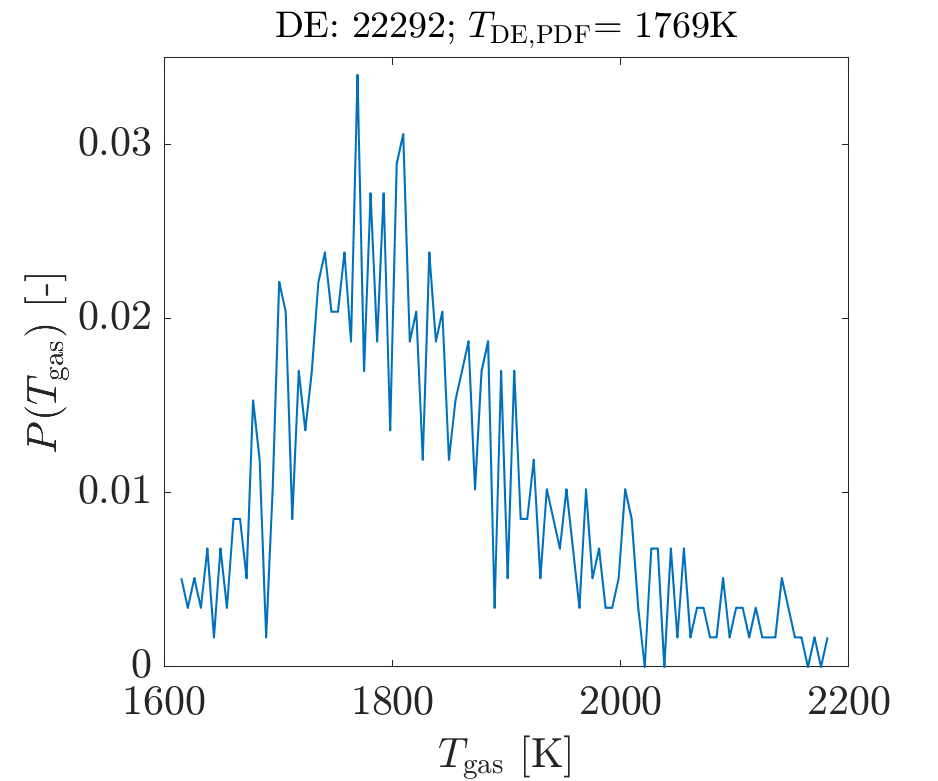 DE: 22292; T_DE,PDF= 1769K
P(T_gas) [-]
0.03
0.02
0.01
0
1600 1800 2000 2200
T_gas [K]